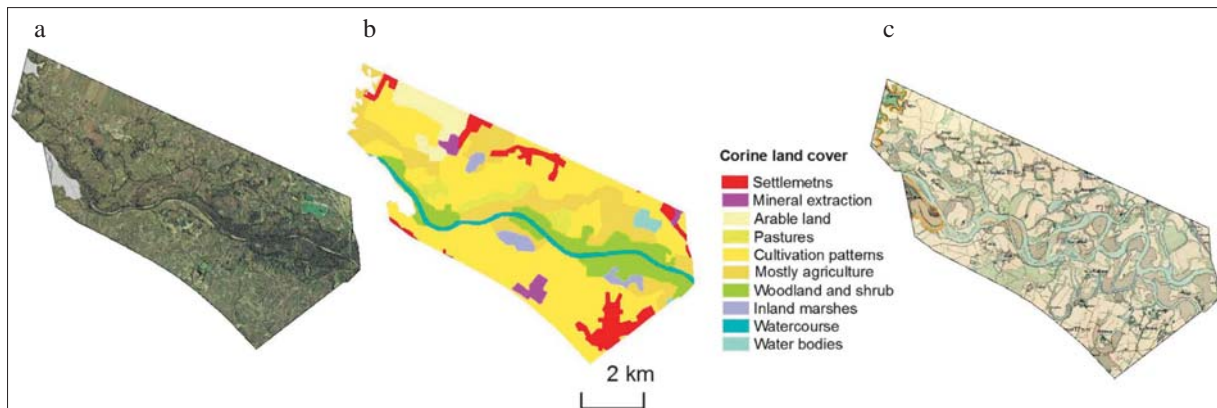 a
b
c
Corine land cover
Settlemetns
Mineral extraction
Arable land
Pastures
Cultivation patterns
Mostly agriculture
Woodland and shrub
Inland marshes
Watercourse
Water bodies
2 km